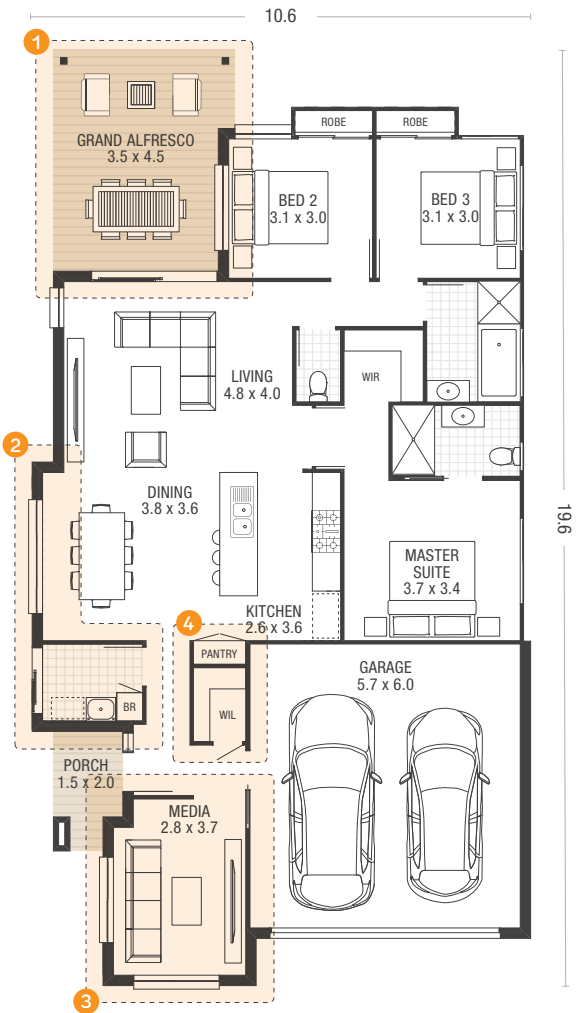 10.6
1
ROBE
ROBE
GRAND ALFRESCO
3.5 x 4.5
BED 2
3.1 x 3.0
BED 3
3.1 x 3.0
LIVING
4.8 x 4.0
WIR
2
DINING
3.8 x 3.6
19.6
MASTER
SUITE
3.7 x 3.4
KITCHEN
2.6 x 3.6
4
PANTRY
GARAGE
5.7 x 6.0
BR
WIL
PORCH
1.5 x 2.0
MEDIA
2.8 x 3.7
3